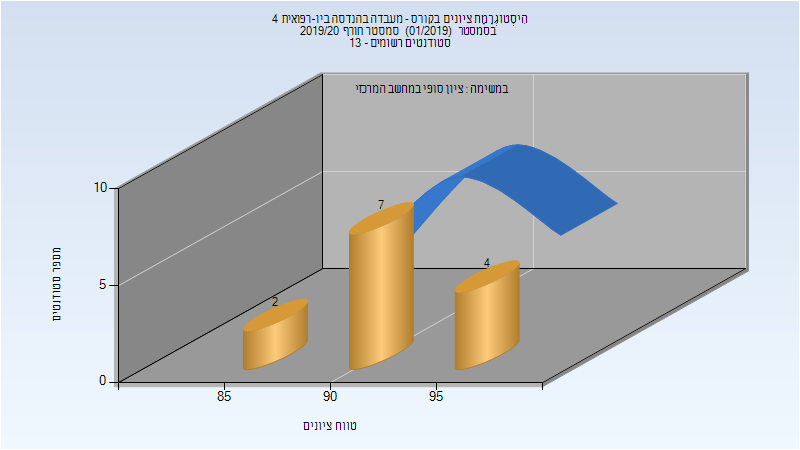 היסטוגרמת ציונים בקורס - מעבדה בהנדסה ביו-רפואית 4
בסמסטר (01/2019) סמסטר חורף 2019/20
סטודנטים רשומים - 13
במשימה : ציון סופי במחשב המרכזי
מספר סטודנטים
10
5
0
2
7
4
85
90
95
טווח ציונים